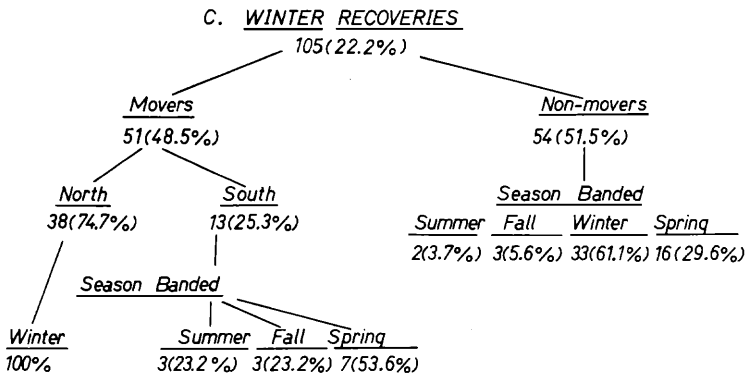 C. WINTER RECOVERIES
105(22.2%)
Movers Non-movers
51(48.5%) 54(51.5%)
North South Season Banded
38(74.7%) 13(25.3%) Summer Fall Winter Spring
2(3.7%) 3(5.6%) 33(61.1%) 16(29.6%)
Season Banded
Winter Summer Fall Spring
100% 3(23.2%) 3(23.2%) 7(53.6%)